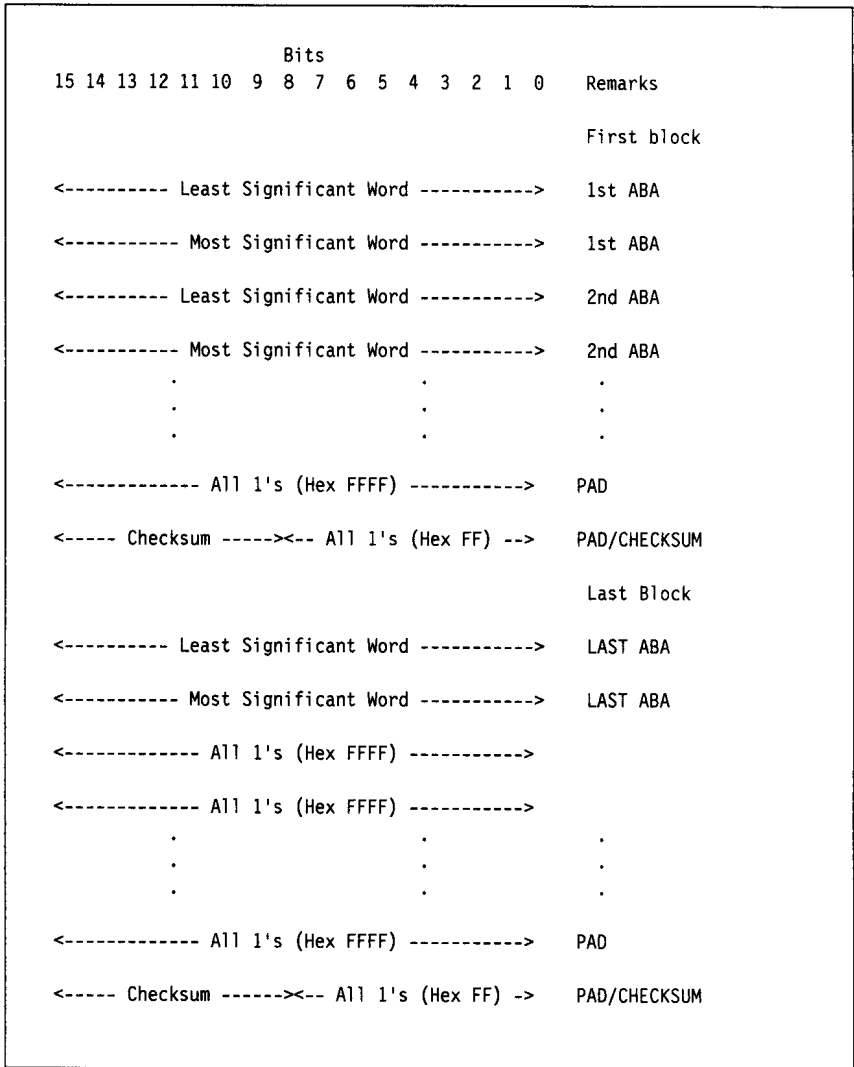 Bits
15 14 13 12 11 10 9 8 7 6 5 4 3 2 1 0 Remarks
First block
<---------- Least Significant Word -----------> 1st ABA
<----------- Most Significant Word -----------> 1st ABA
<---------- Least Significant Word -----------> 2nd ABA
<----------- Most Significant Word -----------> 2nd ABA
. . .
. . .
. . .
<------------- All 1's (Hex FFFF) -----------> PAD
<----- Checksum -----><-- All 1's (Hex FF) --> PAD/CHECKSUM
Last Block
<---------- Least Significant Word -----------> LAST ABA
<----------- Most Significant Word -----------> LAST ABA
<------------- All 1's (Hex FFFF) ----------->
<------------- All 1's (Hex FFFF) ----------->
. . .
. . .
. . .
<------------- All 1's (Hex FFFF) -----------> PAD
<----- Checksum ------><-- All 1's (Hex FF) -> PAD/CHECKSUM